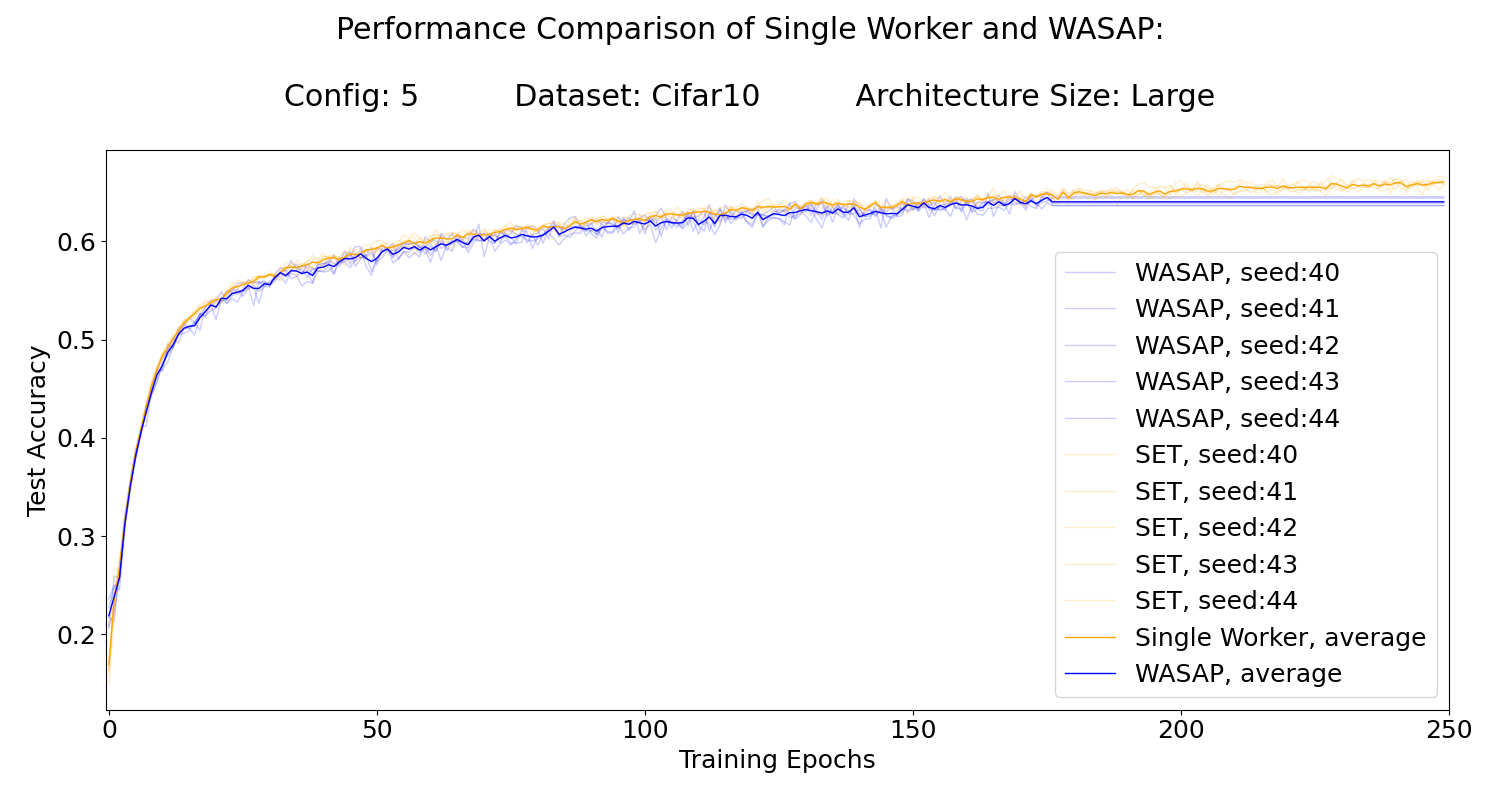 Performance Comparison of Single Worker and WASAP:
Config: 5 Dataset: Cifar10 Architecture Size: Large
Test Accuracy
0.6
0.5
0.4
0.3
0.2
WASAP, seed:40
WASAP, seed:41
WASAP, seed:42
WASAP, seed:43
WASAP, seed:44
SET, seed:40
SET, seed:41
SET, seed:42
SET, seed:43
SET, seed:44
Single Worker, average
WASAP, average
0 50 100 150 200 250
Training Epochs